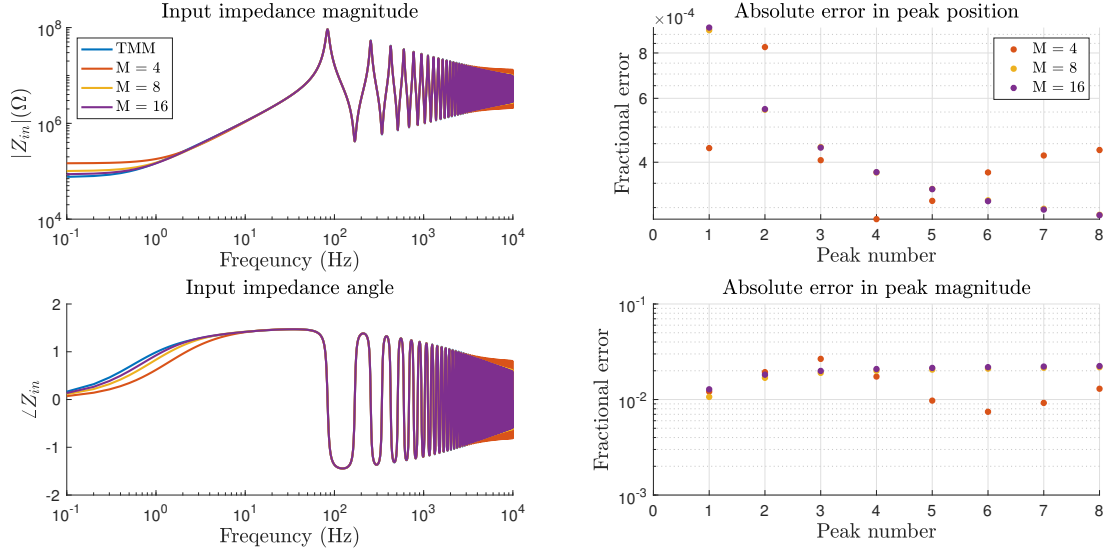 Input impedance magnitude
|Z_in|(Ω)
10^8
10^6
10^4
TMM
M = 4
M = 8
M = 16
10^-1 10^0 10^1 10^2 10^3 10^4
Freqeuncy (Hz)
Absolute error in peak position
×10^-4
Fractional error
8
6
4
M = 4
M = 8
M = 16
0 1 2 3 4 5 6 7 8
Peak number
Input impedance angle
∠Z_in
2
1
0
-1
-2
10^-1 10^0 10^1 10^2 10^3 10^4
Freqeuncy (Hz)
Absolute error in peak magnitude
Fractional error
10^-1
10^-2
10^-3
0 1 2 3 4 5 6 7 8
Peak number